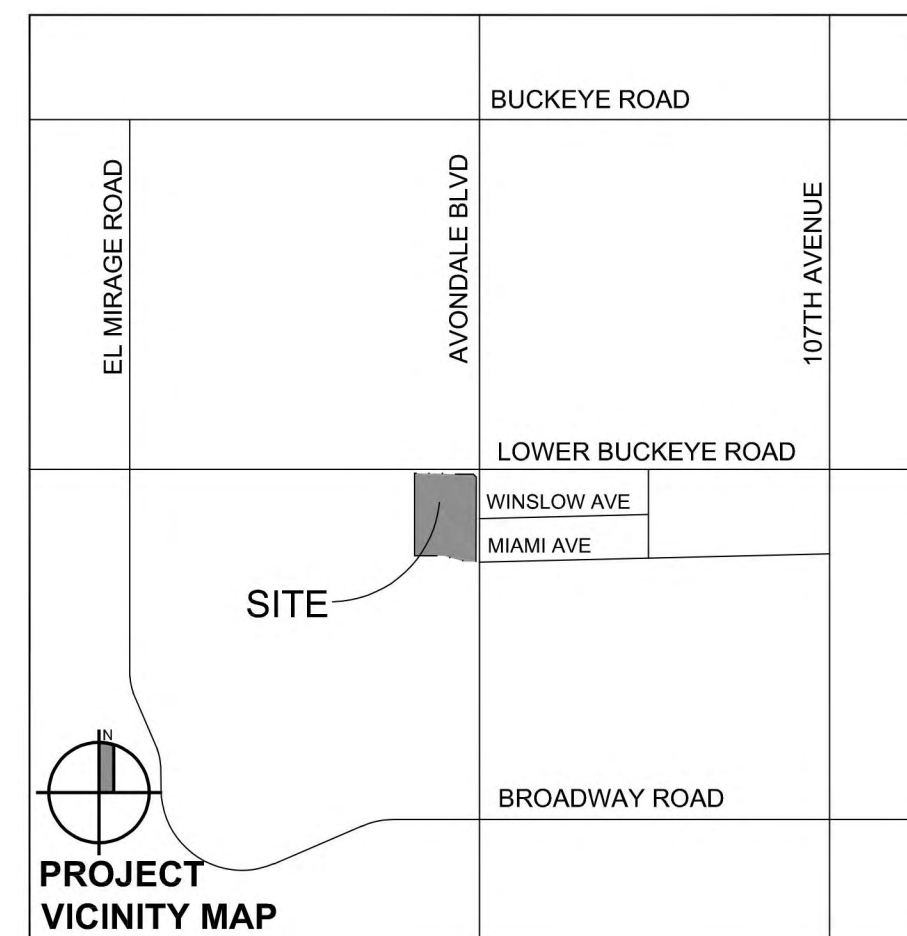 BUCKEYE ROAD
EL MIRAGE ROAD
AVONDALE BLVD
107TH AVENUE
LOWER BUCKEYE ROAD
WINSLOW AVE
MIAMI AVE
SITE
N
BROADWAY ROAD
PROJECT
VICINITY MAP